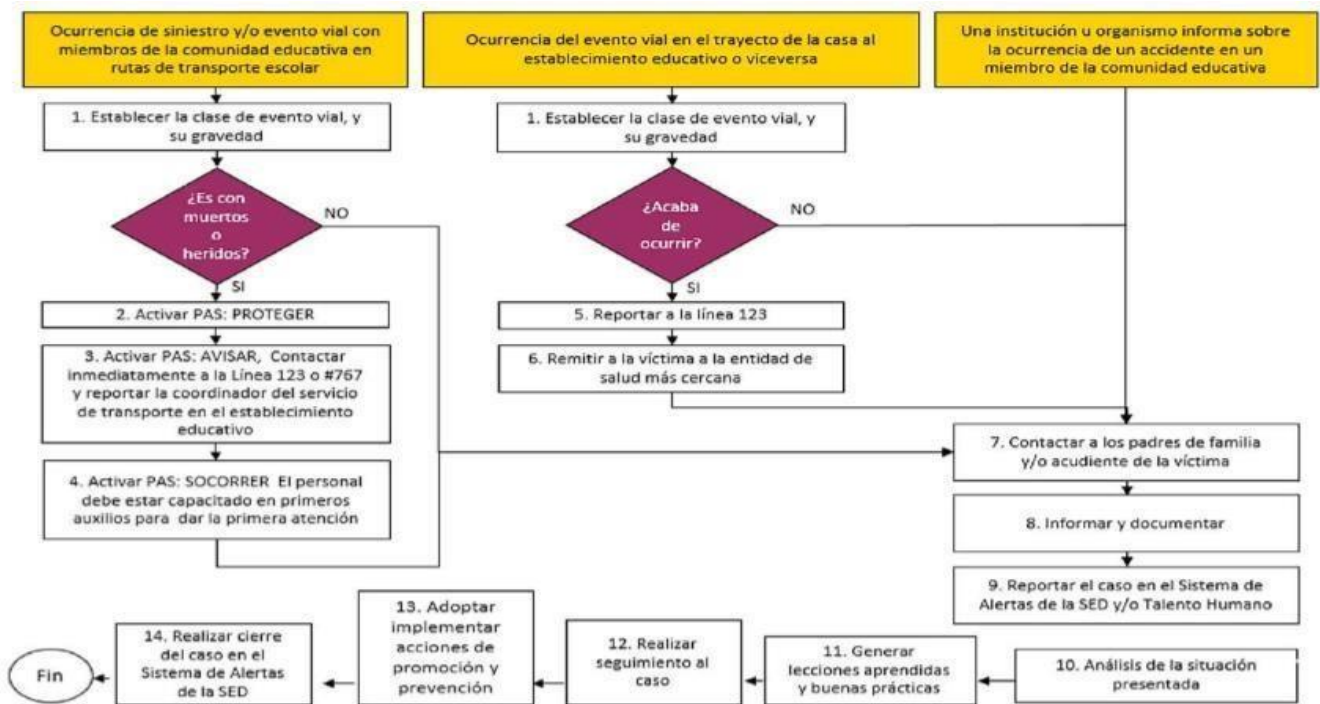 Ocurrencia de siniestro y/o evento vial con
miembros de la comunidad educativa en
rutas de transporte escolar
Ocurrencia del evento vial en el trayecto de la casa al
establecimiento educativo o viceversa
Una institución u organismo informa sobre
la ocurrencia de un accidente en un
miembro de la comunidad educativa
1. Establecer la clase de evento vial, y
su gravedad
1. Establecer la clase de evento vial, y
su gravedad
¿Es con
muertos
o
heridos?
NO
SI
¿Acaba
de
ocurrir?
NO
SI
2. Activar PAS: PROTEGER
3. Activar PAS: AVISAR, Contactar
inmediatamente a la Línea 123 o #767
y reportar la coordinador del servicio
de transporte en el establecimiento
educativo
4. Activar PAS: SOCORRER El personal
debe estar capacitado en primeros
auxilios para dar la primera atención
5. Reportar a la línea 123
6. Remitir a la víctima a la entidad de
salud más cercana
7. Contactar a los padres de familia
y/o acudiente de la víctima
8. Informar y documentar
9. Reportar el caso en el Sistema de
Alertas de la SED y/o Talento Humano
10. Análisis de la situación
presentada
11. Generar
lecciones aprendidas
y buenas prácticas
12. Realizar
seguimiento al
caso
13. Adoptar
implementar
acciones de
promoción y
prevención
14. Realizar cierre
del caso en el
Sistema de Alertas
de la SED
Fin